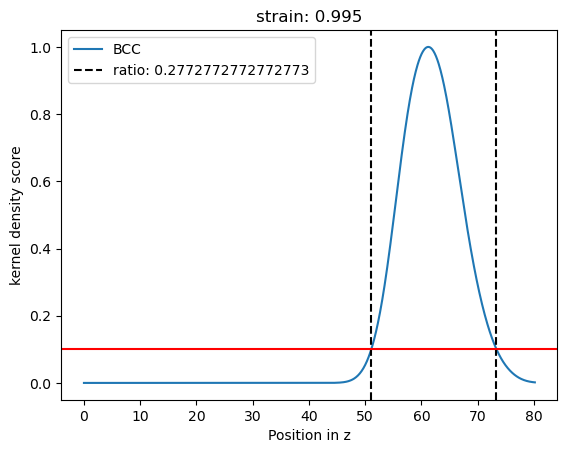 strain: 0.995
BCC
ratio: 0.2772772772772773
1.0
0.8
0.6
0.4
0.2
0.0
kernel density score
0 10 20 30 40 50 60 70 80
Position in z